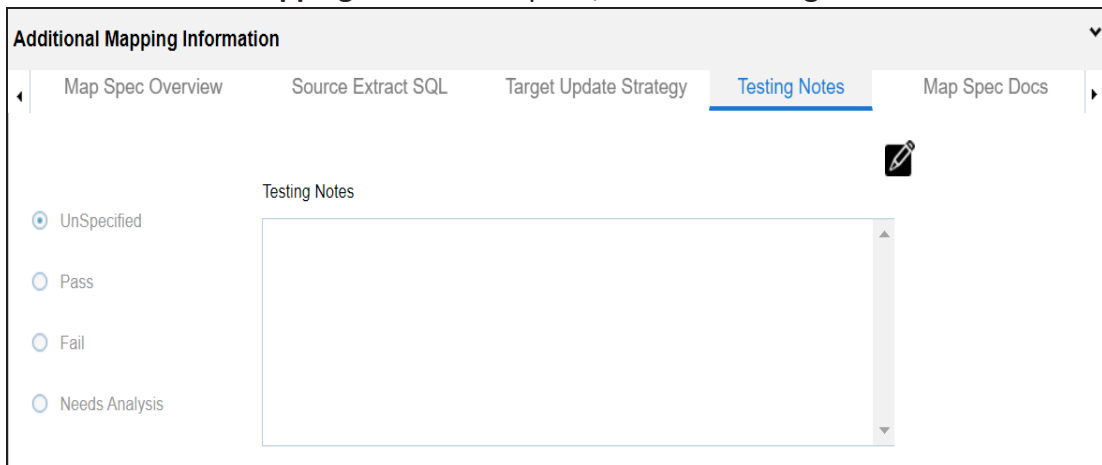 Additional Mapping Information
Map Spec Overview Source Extract SQL Target Update Strategy Testing Notes Map Spec Docs
Testing Notes
UnSpecified
Pass
Fail
Needs Analysis